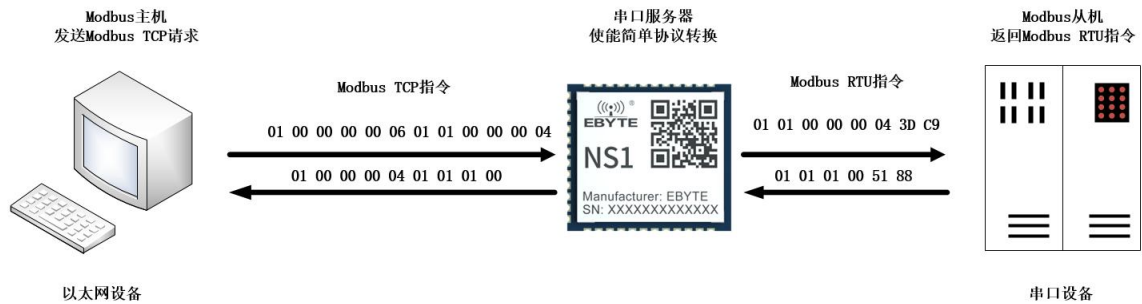 Modbus主机
发送Modbus TCP请求
串口服务器
使能简单协议转换
Modbus从机
返回Modbus RTU指令
Modbus TCP指令
Modbus RTU指令
01 00 00 00 00 06 01 01 00 00 00 04
01 01 00 00 00 04 3D C9
01 00 00 00 04 01 01 01 00
01 01 01 00 51 88
EBYTE ®
NS1
Manufacturer: EBYTE
SN: XXXXXXXXXXXXX
以太网设备
串口设备